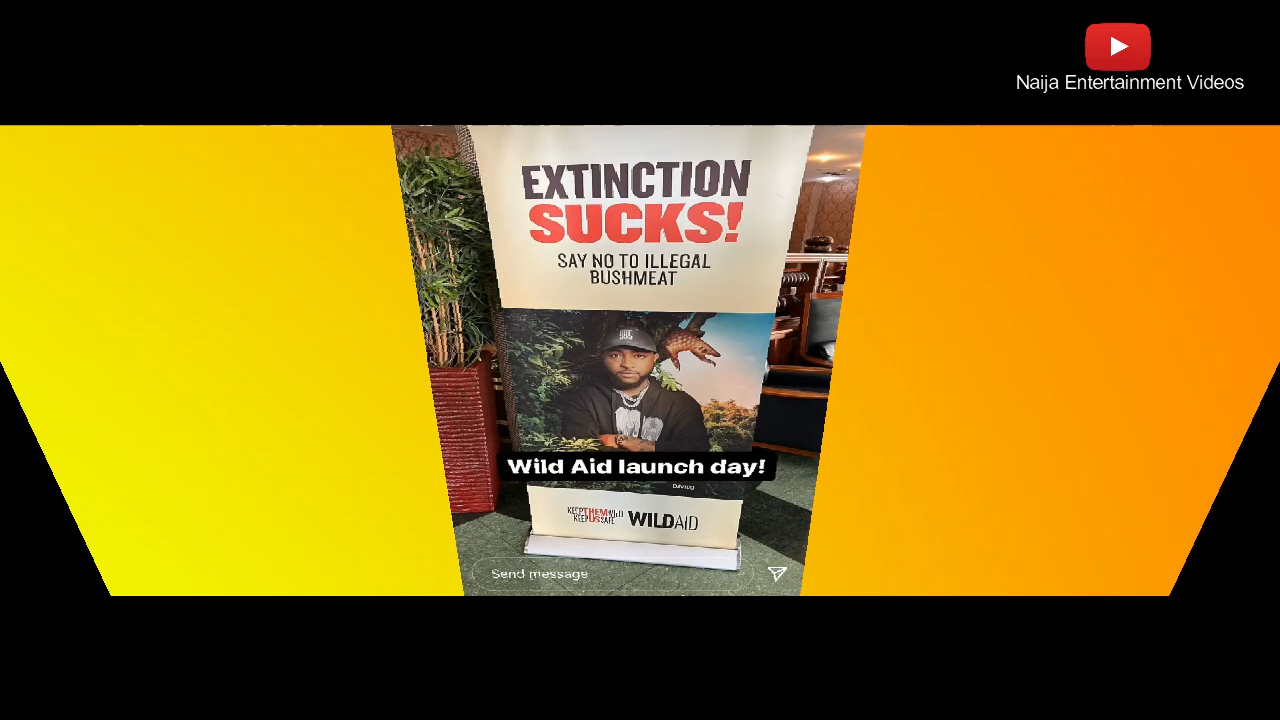 Naija Entertainment Videos
EXTINCTION
SUCKS!
SAY NO TO ILLEGAL
BUSHMEAT
Wild Aid launch day!
DAVIDO
KEEP THEM WILD
KEEP US SAFE
WILDAID
Send message